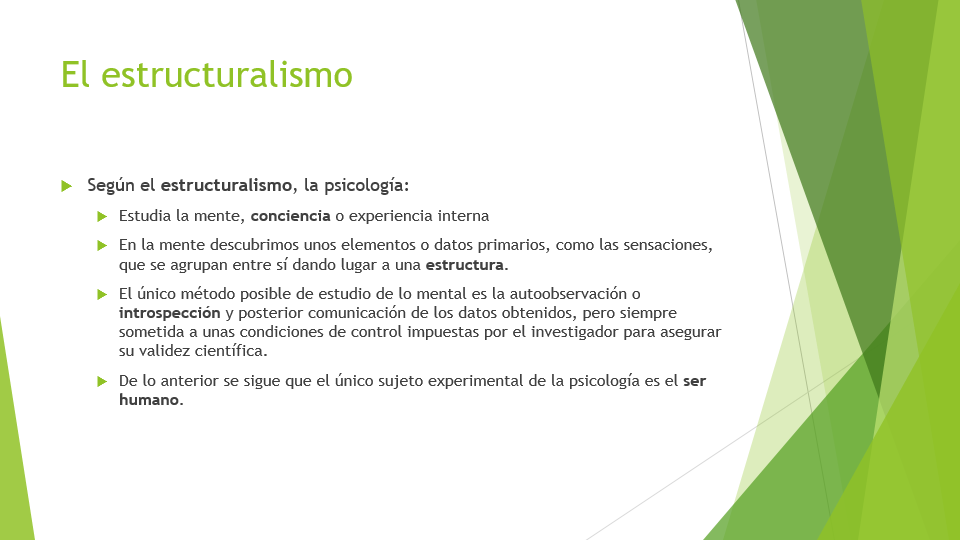 El estructuralismo
Según el estructuralismo, la psicología:
Estudia la mente, conciencia o experiencia interna
En la mente descubrimos unos elementos o datos primarios, como las sensaciones,
que se agrupan entre sí dando lugar a una estructura.
El único método posible de estudio de lo mental es la autoobservación o
introspección y posterior comunicación de los datos obtenidos, pero siempre
sometida a unas condiciones de control impuestas por el investigador para asegurar
su validez científica.
De lo anterior se sigue que el único sujeto experimental de la psicología es el ser
humano.